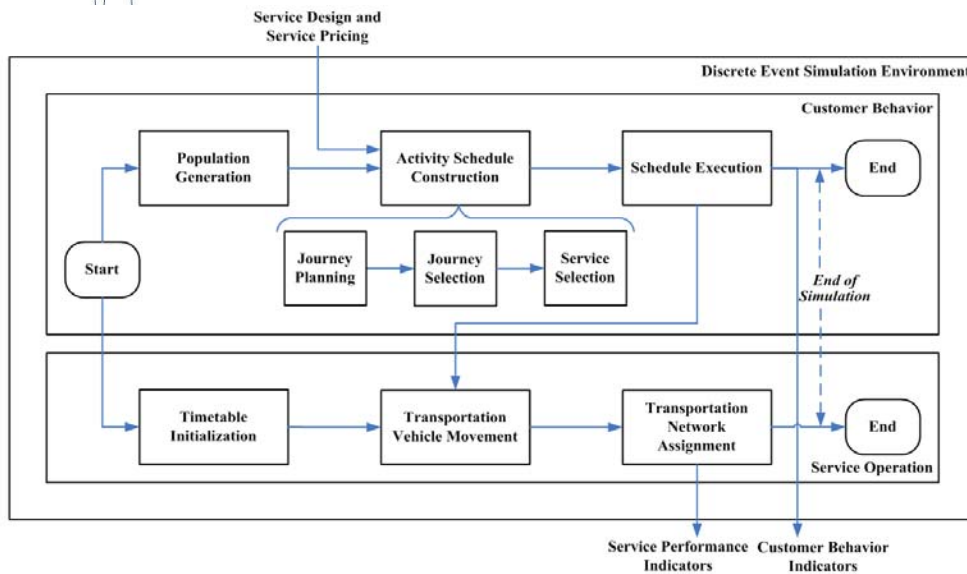 Service Design and
Service Pricing
Discrete Event Simulation Environment
Customer Behavior
Population
Generation
Activity Schedule
Construction
Schedule Execution
End
Start
Journey
Planning
Journey
Selection
Service
Selection
End of
Simulation
Timetable
Initialization
Transportation
Vehicle Movement
Transportation
Network
Assignment
End
Service Operation
Service Performance
Indicators
Customer Behavior
Indicators